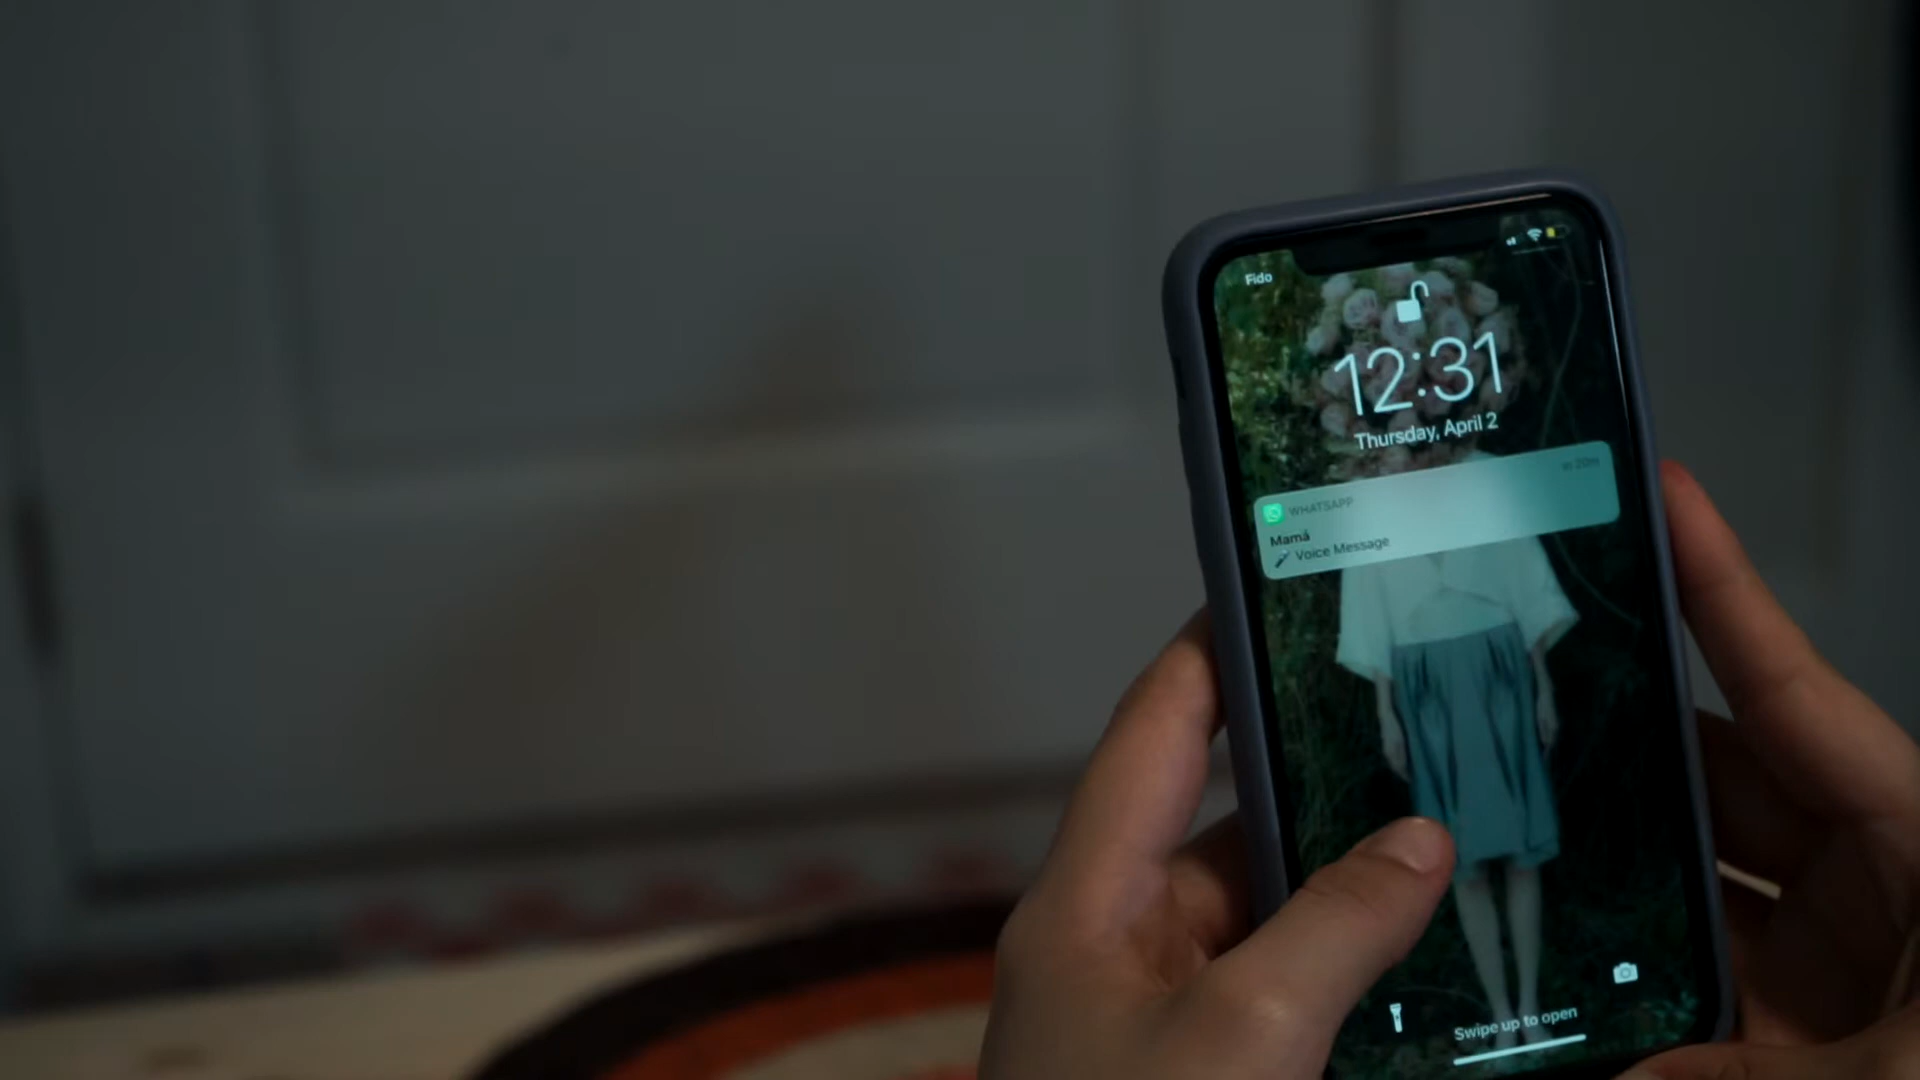 Fido
12:31
Thursday, April 2
WHATSAPP
Mamá
Voice Message
Swipe up to open